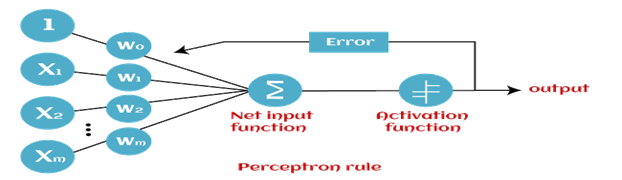 1
X1
X2
Xm
W0
W1
W2
Wm
Error
Σ
Net input
function
Activation
function
output
Perceptron rule